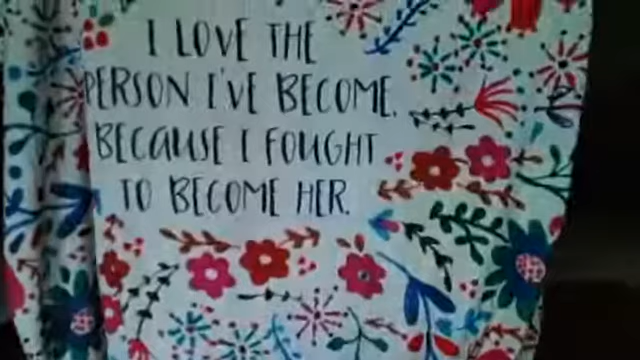 I LOVE THE
PERSON I'VE BECOME,
BECAUSE I FOUGHT
TO BECOME HER.